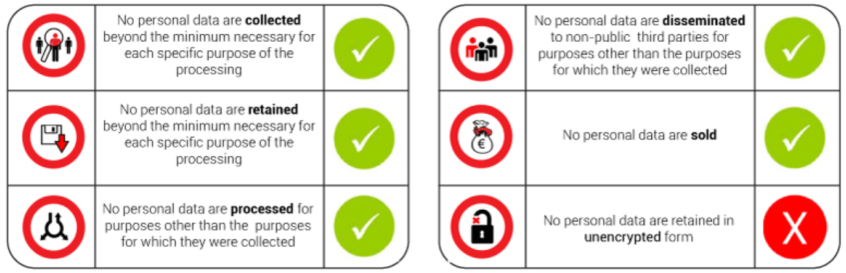 No personal data are collected
beyond the minimum necessary for
each specific purpose of the
processing
No personal data are retained
beyond the minimum necessary for
each specific purpose of the
processing
No personal data are processed for
purposes other than the purposes
for which they were collected
No personal data are disseminated
to non-public third parties for
purposes other than the purposes
for which they were collected
€
No personal data are sold
No personal data are retained in
unencrypted form
X